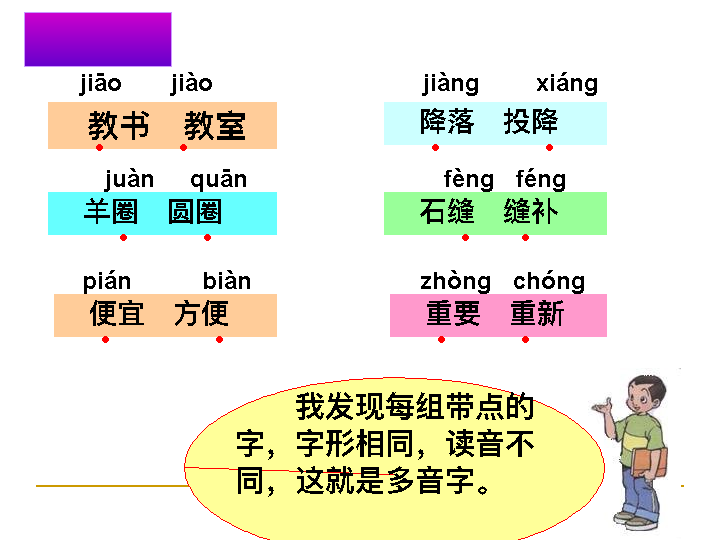 jiāo jiào
教书 教室
jiàng xiáng
降落 投降
juàn quān
羊圈 圆圈
fèng féng
石缝 缝补
pián biàn
便宜 方便
zhòng chóng
重要 重新
我发现每组带点的
字，字形相同，读音不
同，这就是多音字。